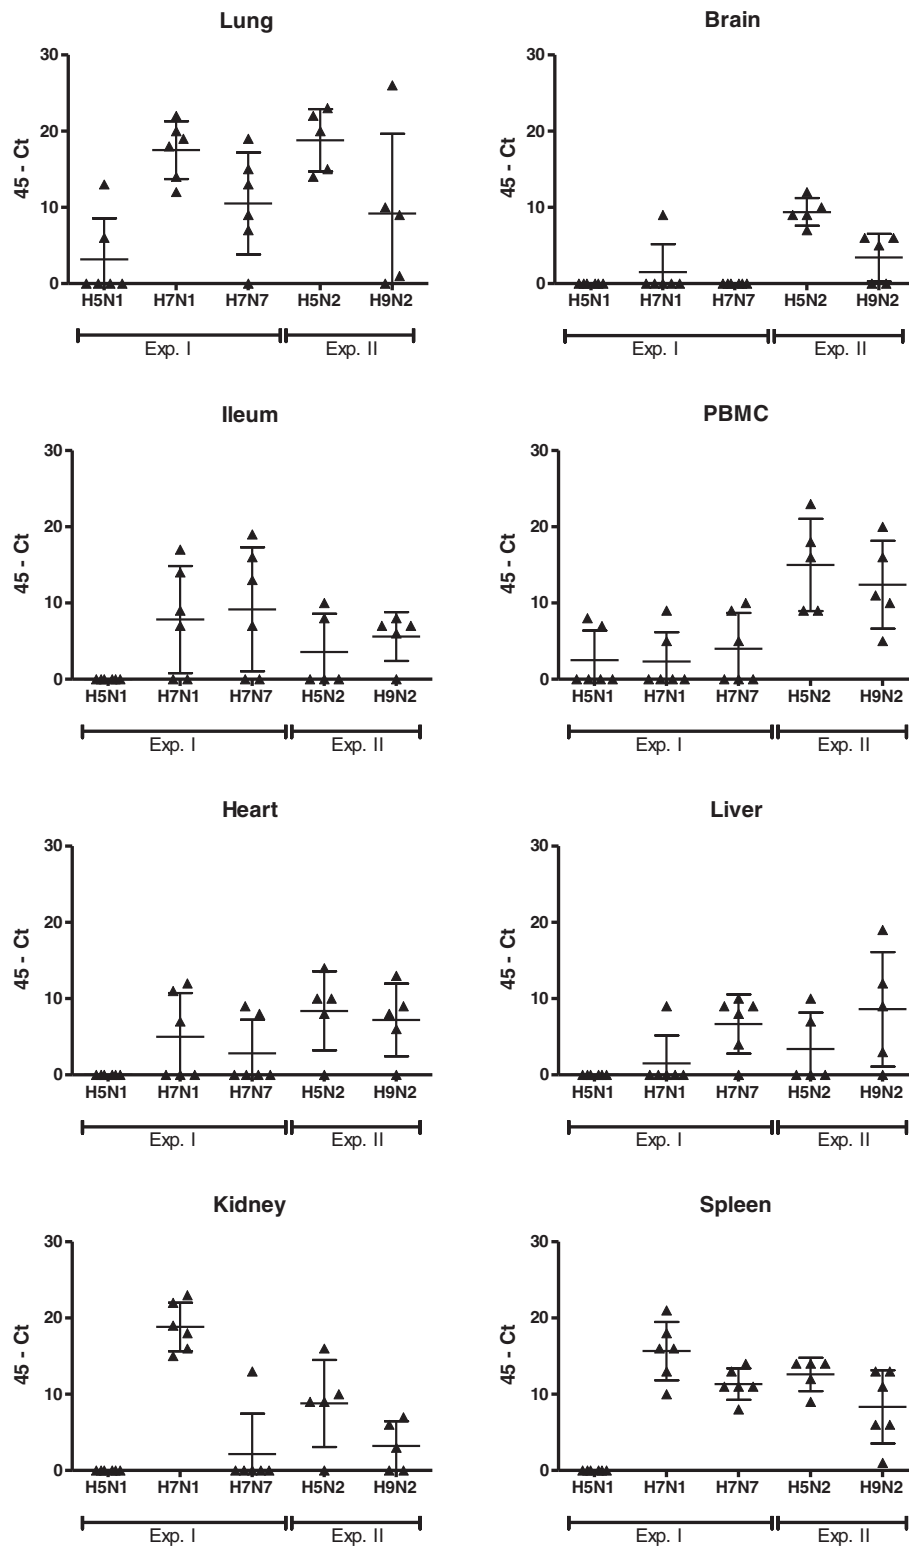 Lung
30
20
10
0
45 - Ct
H5N1 H7N1 H7N7 H5N2 H9N2
Exp. I Exp. II
Brain
30
20
10
0
45 - Ct
H5N1 H7N1 H7N7 H5N2 H9N2
Exp. I Exp. II
Ileum
30
20
10
0
45 - Ct
H5N1 H7N1 H7N7 H5N2 H9N2
Exp. I Exp. II
PBMC
30
20
10
0
45 - Ct
H5N1 H7N1 H7N7 H5N2 H9N2
Exp. I Exp. II
Heart
30
20
10
0
45 - Ct
H5N1 H7N1 H7N7 H5N2 H9N2
Exp. I Exp. II
Liver
30
20
10
0
45 - Ct
H5N1 H7N1 H7N7 H5N2 H9N2
Exp. I Exp. II
Kidney
30
20
10
0
45 - Ct
H5N1 H7N1 H7N7 H5N2 H9N2
Exp. I Exp. II
Spleen
30
20
10
0
45 - Ct
H5N1 H7N1 H7N7 H5N2 H9N2
Exp. I Exp. II